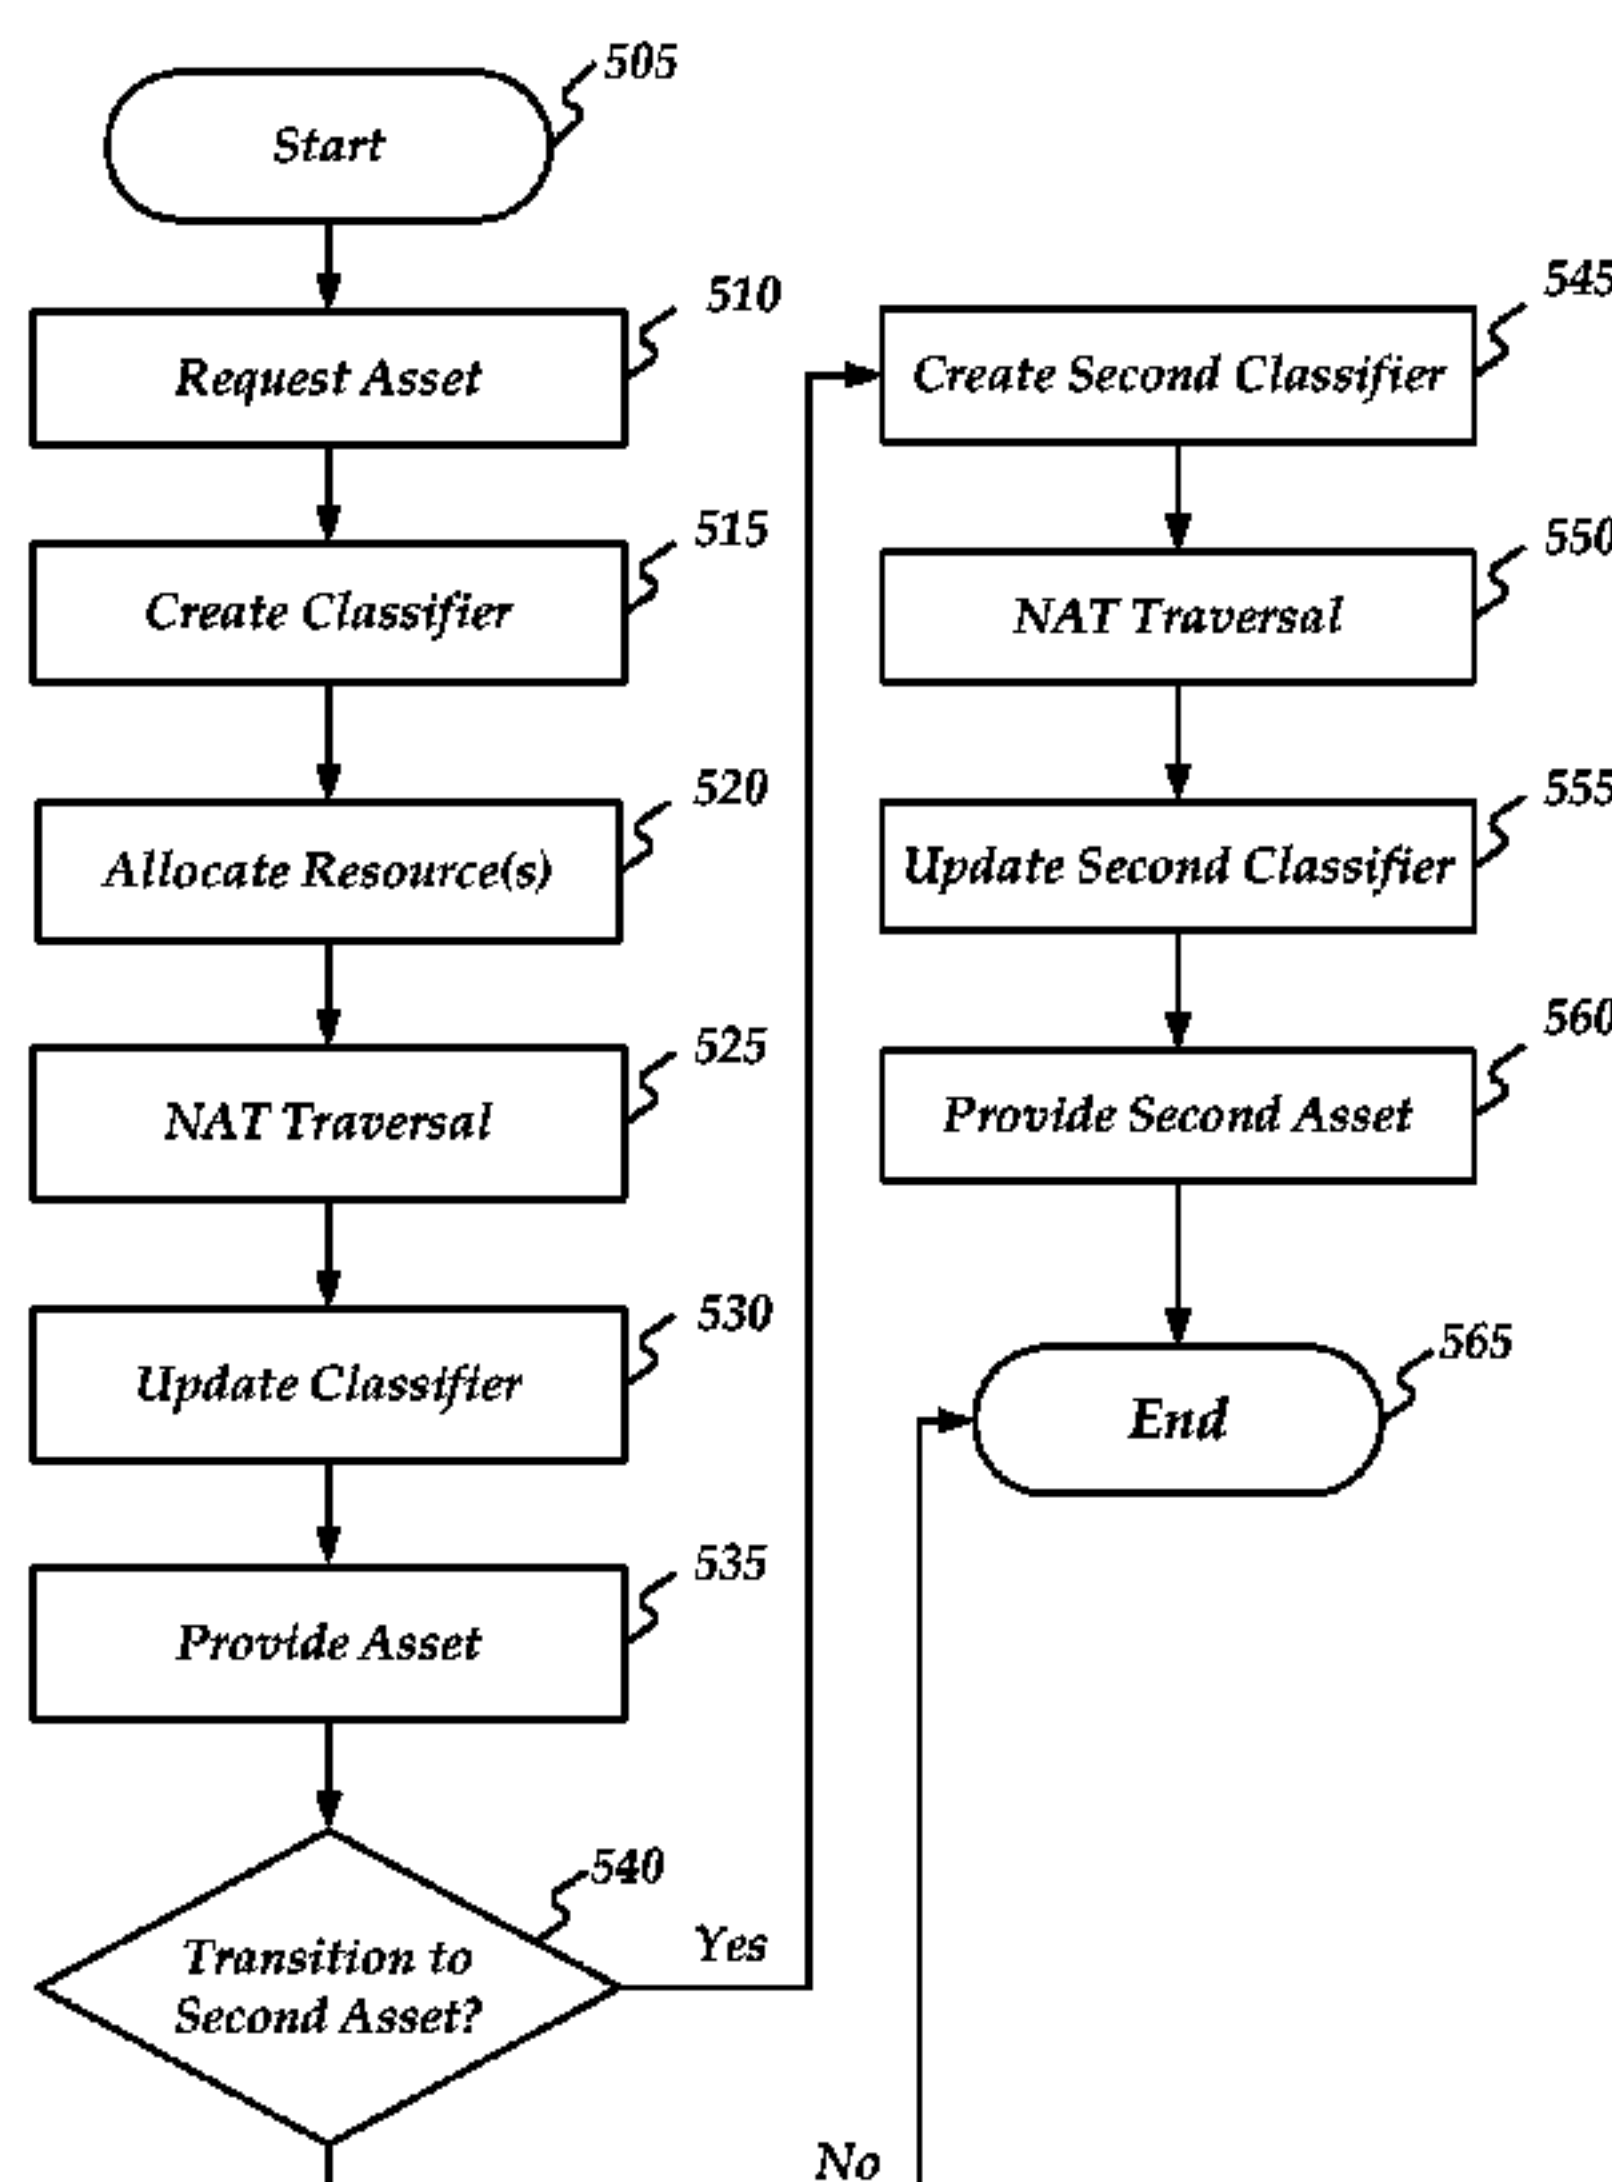 505
Start
510
Request Asset
515
Create Classifier
520
Allocate Resource(s)
525
NAT Traversal
530
Update Classifier
535
Provide Asset
540
Transition to
Second Asset?
Yes
No
545
Create Second Classifier
550
NAT Traversal
555
Update Second Classifier
560
Provide Second Asset
565
End